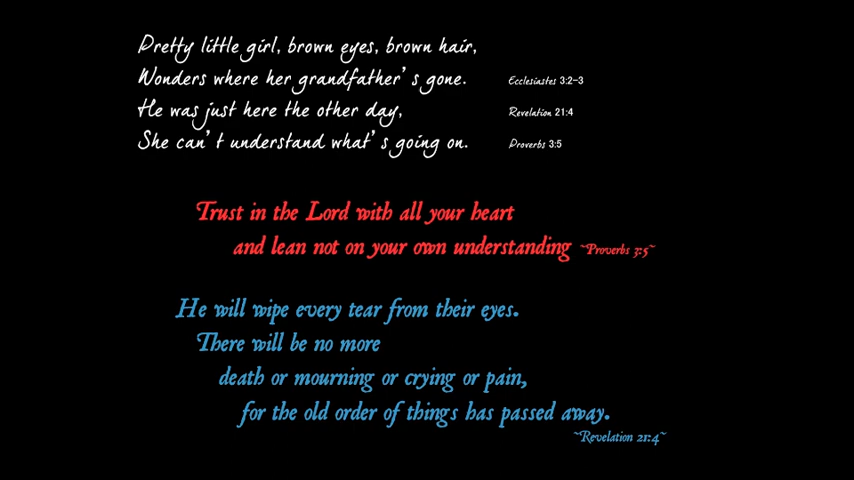 Pretty little girl, brown eyes, brown hair,
Wonders where her grandfather's gone.
Ecclesiastes 3:2-3
He was just here the other day,
Revelation 21:4
She can't understand what's going on.
Proverbs 3:5
Trust in the Lord with all your heart
and lean not on your own understanding ~Proverbs 3:5~
He will wipe every tear from their eyes.
There will be no more
death or mourning or crying or pain,
for the old order of things has passed away.
~Revelation 21:4~